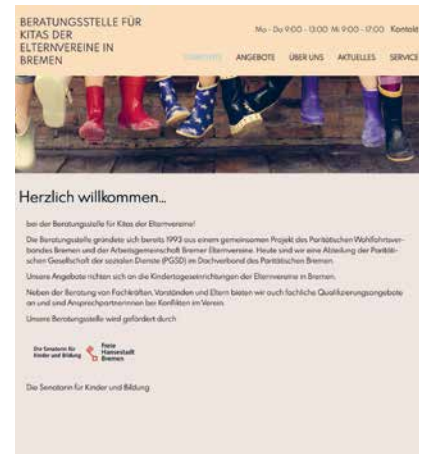 BERATUNGSSTELLE FÜR
KITAS DER
ELTERNVEREINE IN
BREMEN
Mo - Do 9:00 - 13:00 Mi 9:00 - 17:00 Kontakt
STARTSEITE ANGEBOTE ÜBER UNS AKTUELLES SERVICE
Herzlich willkommen...
bei der Beratungsstelle für Kitas der Elternvereine!
Die Beratungsstelle gründete sich bereits 1993 aus einem gemeinsamen Projekt des Paritätischen Wohlfahrtsver-
bandes Bremen und der Arbeitsgemeinschaft Bremer Elternvereine. Heute sind wir eine Abteilung der Paritäti-
schen Gesellschaft der sozialen Dienste (PGSD) im Dachverband des Paritätischen Bremen.
Unsere Angebote richten sich an die Kindertageseinrichtungen der Elternvereine in Bremen.
Neben der Beratung von Fachkräften, Vorständen und Eltern bieten wir auch fachliche Qualifizierungsangebote
an und sind Ansprechpartnerinnen bei Konflikten im Verein.
Unsere Beratungsstelle wird gefördert durch
Die Senatorin für
Kinder und Bildung
Freie
Hansestadt
Bremen
Die Senatorin für Kinder und Bildung